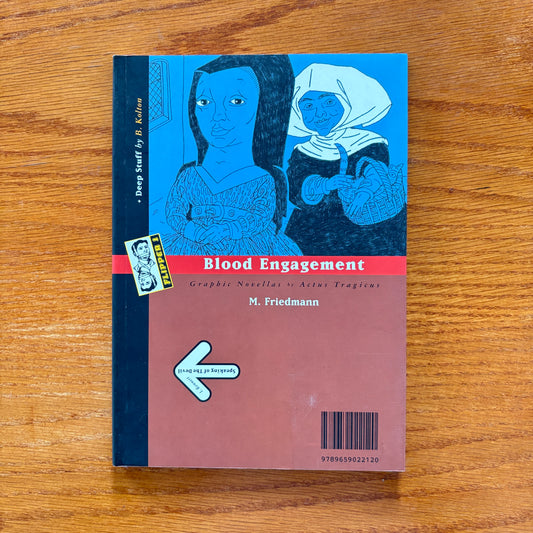 + Deep Stuff by B. Kolton
FLIPPER 1
Blood Engagement
Graphic Novellas by Actus Tragicus
M. Friedmann
Speaking of The Devil
9789659022120